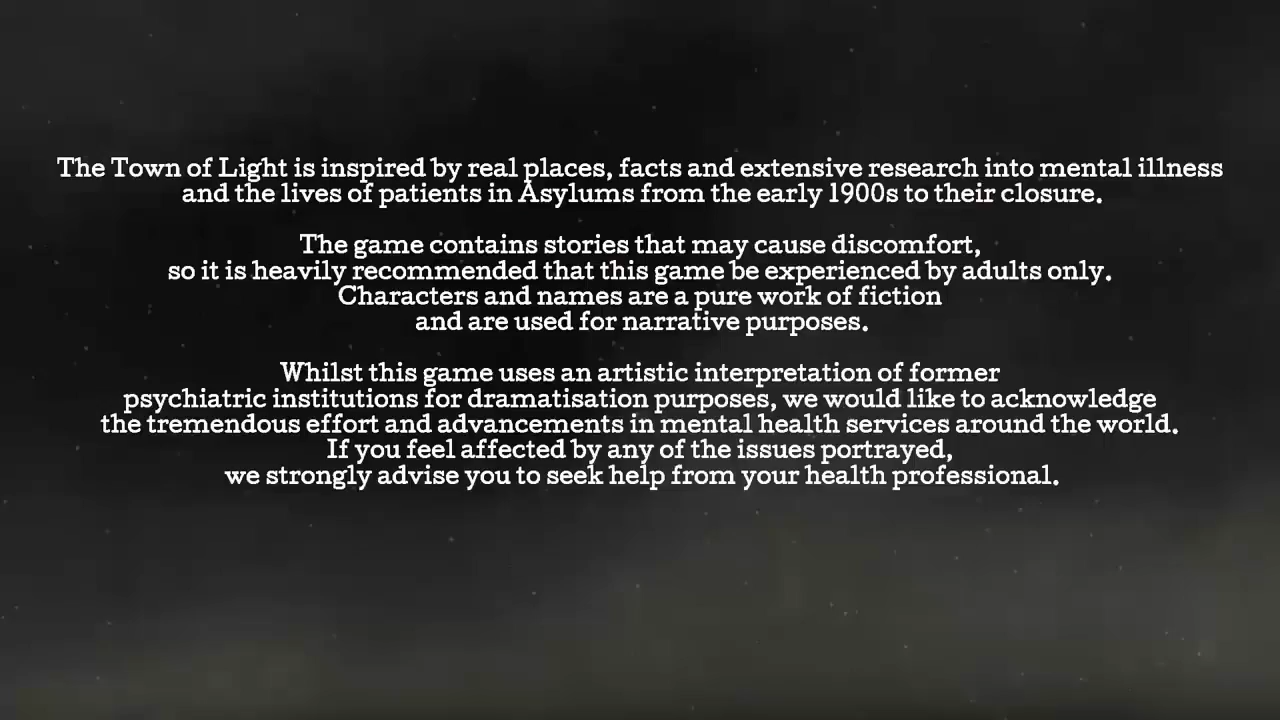 The Town of Light is inspired by real places, facts and extensive research into mental illness
and the lives of patients in Asylums from the early 1900s to their closure.
The game contains stories that may cause discomfort,
so it is heavily recommended that this game be experienced by adults only.
Characters and names are a pure work of fiction
and are used for narrative purposes.
Whilst this game uses an artistic interpretation of former
psychiatric institutions for dramatisation purposes, we would like to acknowledge
the tremendous effort and advancements in mental health services around the world.
If you feel affected by any of the issues portrayed,
we strongly advise you to seek help from your health professional.